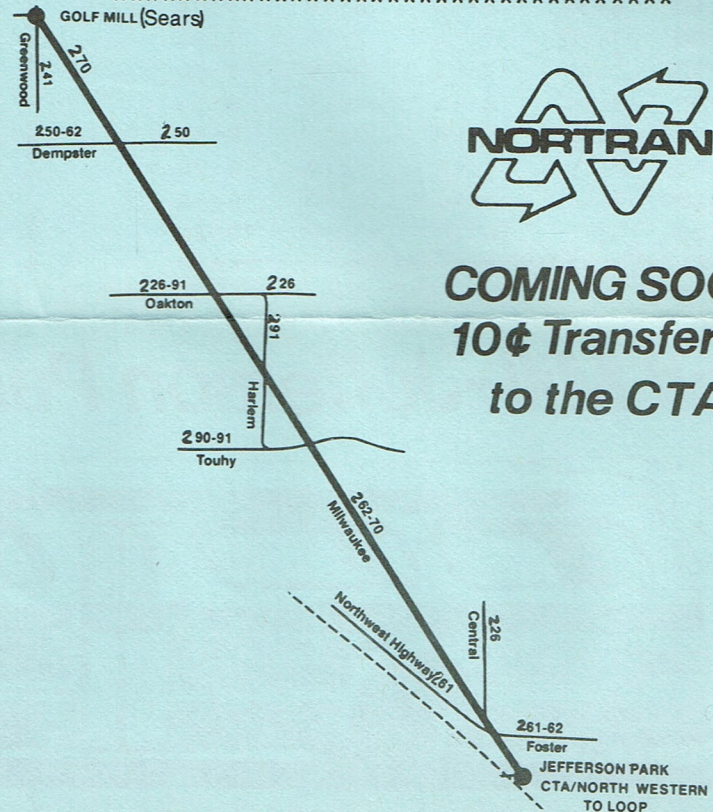 GOLF MILL (Sears)
270
Greenwood
241
250-62
250
Dempster
NORTRAN
226-91
226
Oakton
COMING SOO
291
10¢ Transfer
Harlem
to the CTA
290-91
Touhy
262-70
Milwaukee
Northwest Highway
261
226
Central
261-62
Foster
JEFFERSON PARK
CTA/NORTH WESTERN
TO LOOP